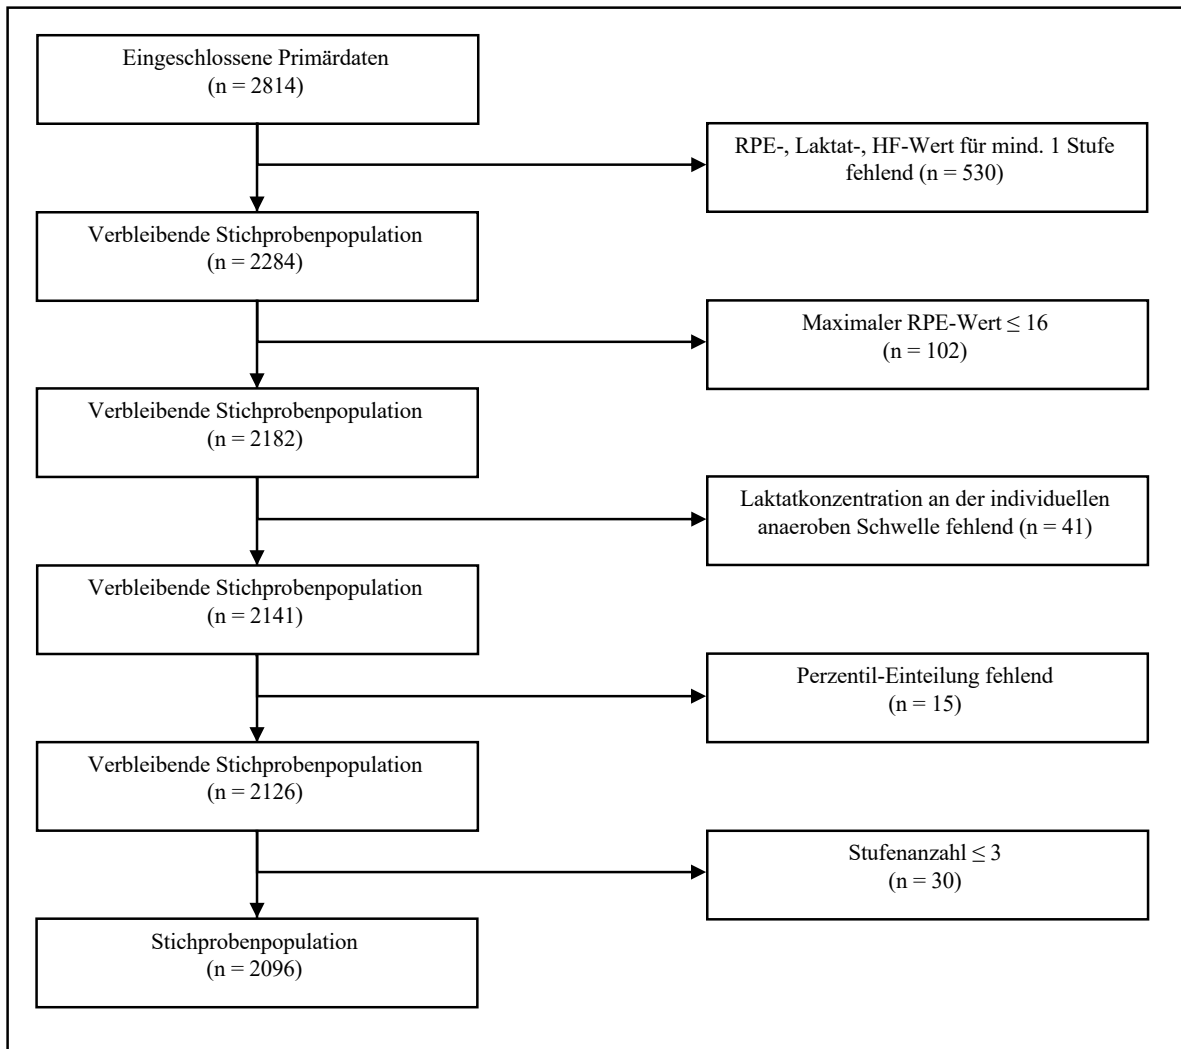 Eingeschlossene Primärdaten
(n = 2814)
RPE-, Laktat-, HF-Wert für mind. 1 Stufe
fehlend (n = 530)
Verbleibende Stichprobenpopulation
(n = 2284)
Maximaler RPE-Wert ≤ 16
(n = 102)
Verbleibende Stichprobenpopulation
(n = 2182)
Laktatkonzentration an der individuellen
anaeroben Schwelle fehlend (n = 41)
Verbleibende Stichprobenpopulation
(n = 2141)
Perzentil-Einteilung fehlend
(n = 15)
Verbleibende Stichprobenpopulation
(n = 2126)
Stufenanzahl ≤ 3
(n = 30)
Stichprobenpopulation
(n = 2096)